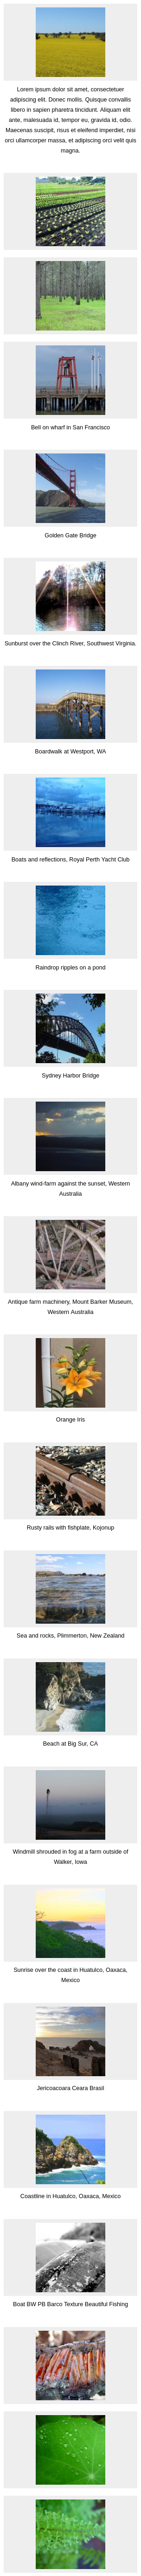 Lorem ipsum dolor sit amet, consectetuer
adipiscing elit. Donec mollis. Quisque convallis
libero in sapien pharetra tincidunt. Aliquam elit
ante, malesuada id, tempor eu, gravida id, odio.
Maecenas suscipit, risus et eleifend imperdiet, nisi
orci ullamcorper massa, et adipiscing orci velit quis
magna.
Bell on wharf in San Francisco
Golden Gate Bridge
Sunburst over the Clinch River, Southwest Virginia.
Boardwalk at Westport, WA
Boats and reflections, Royal Perth Yacht Club
Raindrop ripples on a pond
Sydney Harbor Bridge
Albany wind-farm against the sunset, Western
Australia
Antique farm machinery, Mount Barker Museum,
Western Australia
Orange Iris
Rusty rails with fishplate, Kojonup
Sea and rocks, Plimmerton, New Zealand
Beach at Big Sur, CA
Windmill shrouded in fog at a farm outside of
Walker, Iowa
Sunrise over the coast in Huatulco, Oaxaca,
Mexico
Jericoacoara Ceara Brasil
Coastline in Huatulco, Oaxaca, Mexico
Boat BW PB Barco Texture Beautiful Fishing